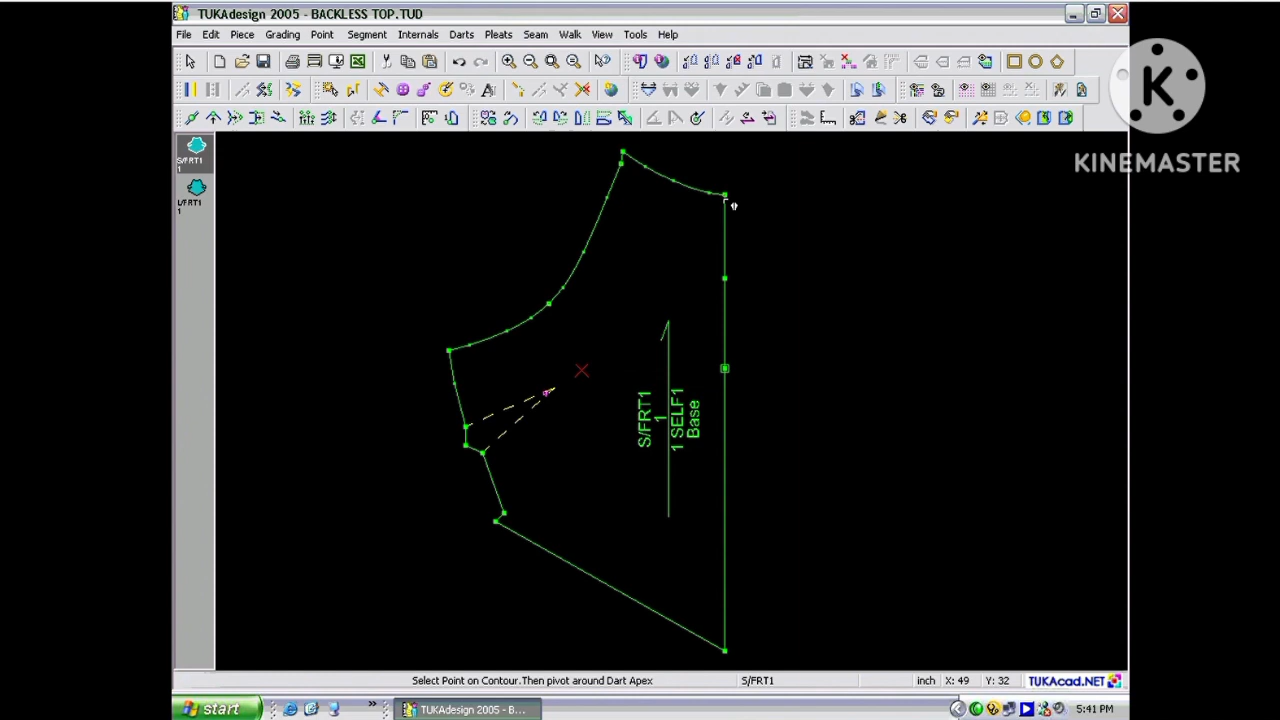 TUKAdesign 2005 - BACKLESS TOP.TUD
File Edit Piece Grading Point Segment Internals Darts Pleats Seam Walk View Tools Help
K
KINEMASTER
S/FRT1
1
L/FRT1
1
S/FRT1
1
1 SELF1
Base
Select Point on Contour.Then pivot around Dart Apex S/FRT1 inch X: 49 Y: 32 TUKAcad.NET
start TUKAdesign 2005 - B... 5:41 PM